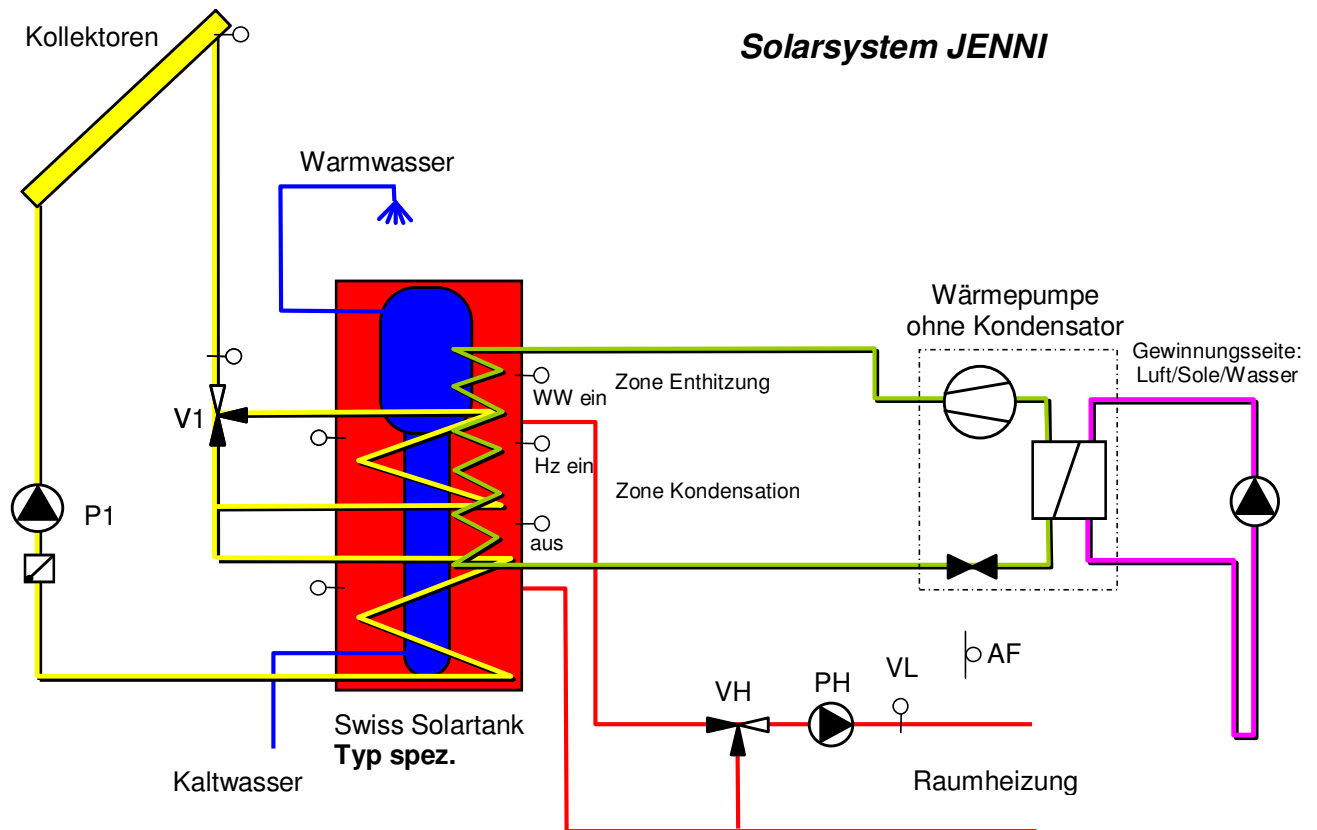 Kollektoren
Solarsystem JENNI
Warmwasser
Wärmepumpe
ohne Kondensator
Gewinnungsseite:
Luft/Sole/Wasser
WW ein
Zone Enthitzung
V1
Hz ein
Zone Kondensation
P1
aus
AF
VH
PH
VL
Swiss Solartank
Typ spez.
Kaltwasser
Raumheizung